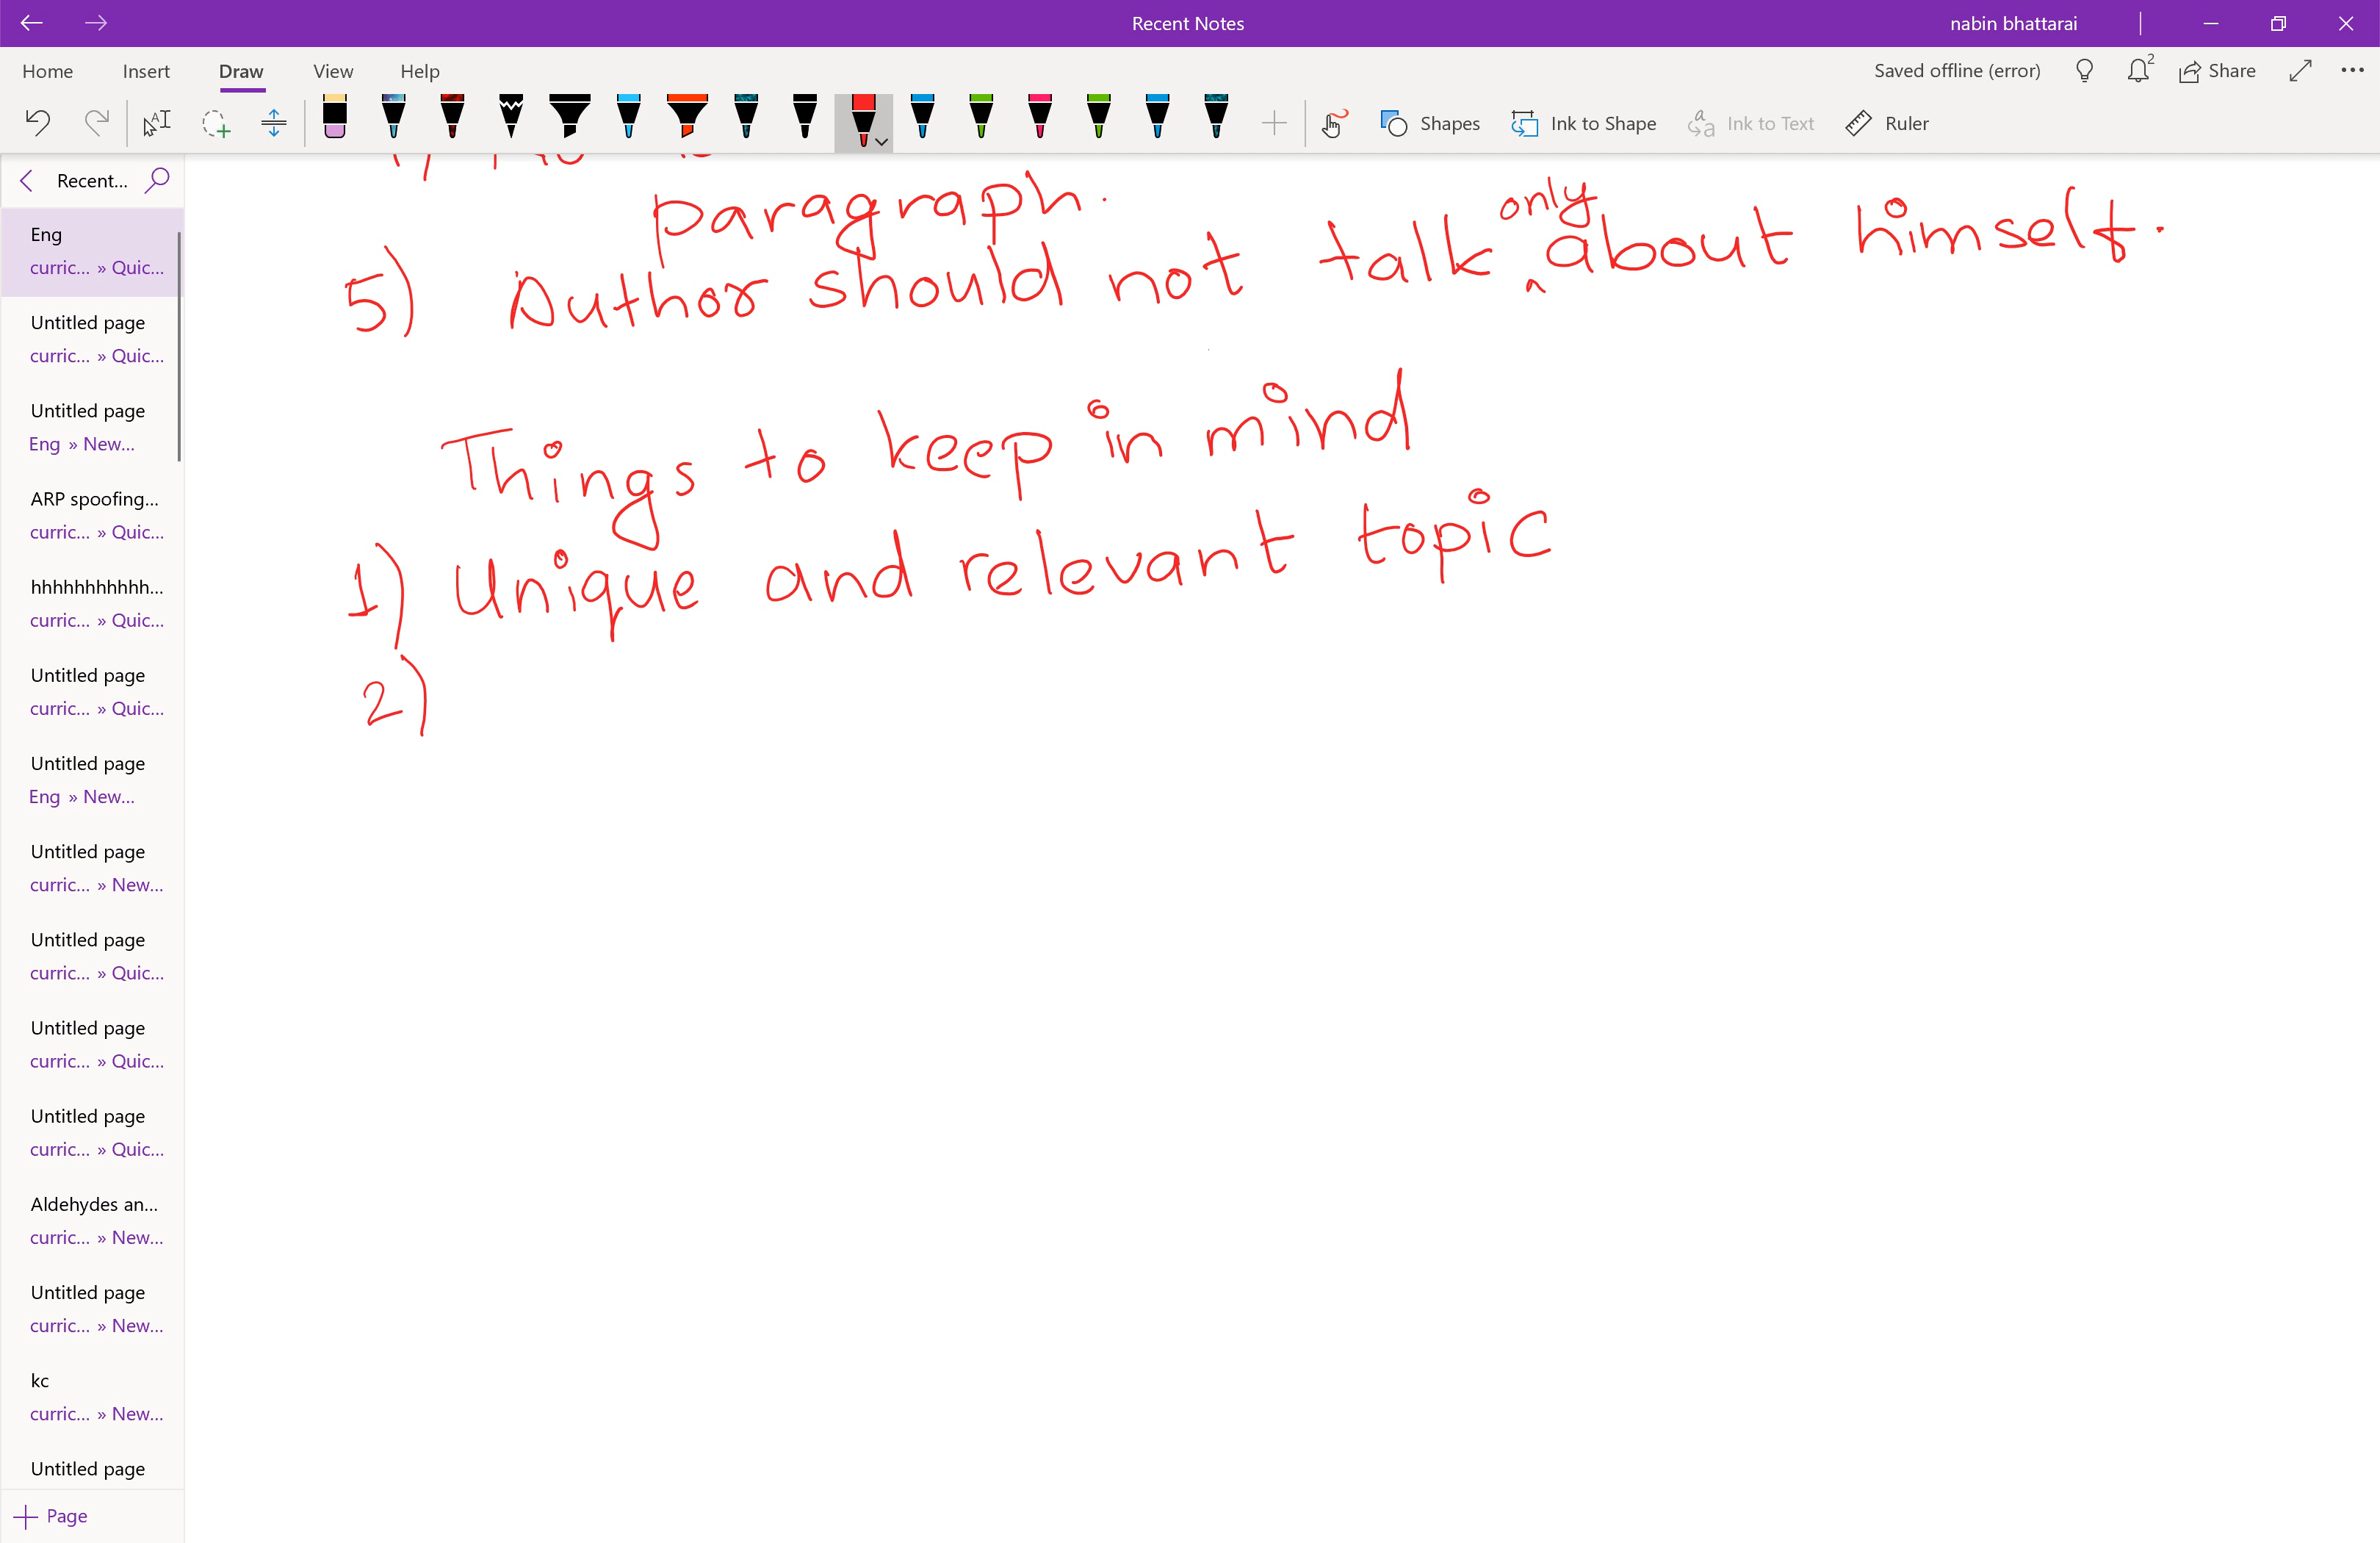 Recent Notes
nabin bhattarai
Home Insert Draw View Help
Saved offline (error) 2 Share
Shapes Ink to Shape Ink to Text Ruler
Recent...
Eng
curric... » Quic...
Untitled page
curric... » Quic...
Untitled page
Eng » New...
ARP spoofing...
curric... » Quic...
hhhhhhhhhhh...
curric... » Quic...
Untitled page
curric... » Quic...
Untitled page
Eng » New...
Untitled page
curric... » New...
Untitled page
curric... » Quic...
Untitled page
curric... » Quic...
Untitled page
curric... » Quic...
Aldehydes an...
curric... » New...
Untitled page
curric... » New...
kc
curric... » New...
Untitled page
Page
paragraph.
5) Author should not talk only about himself.
Things to keep in mind
1) Unique and relevant topic
2)